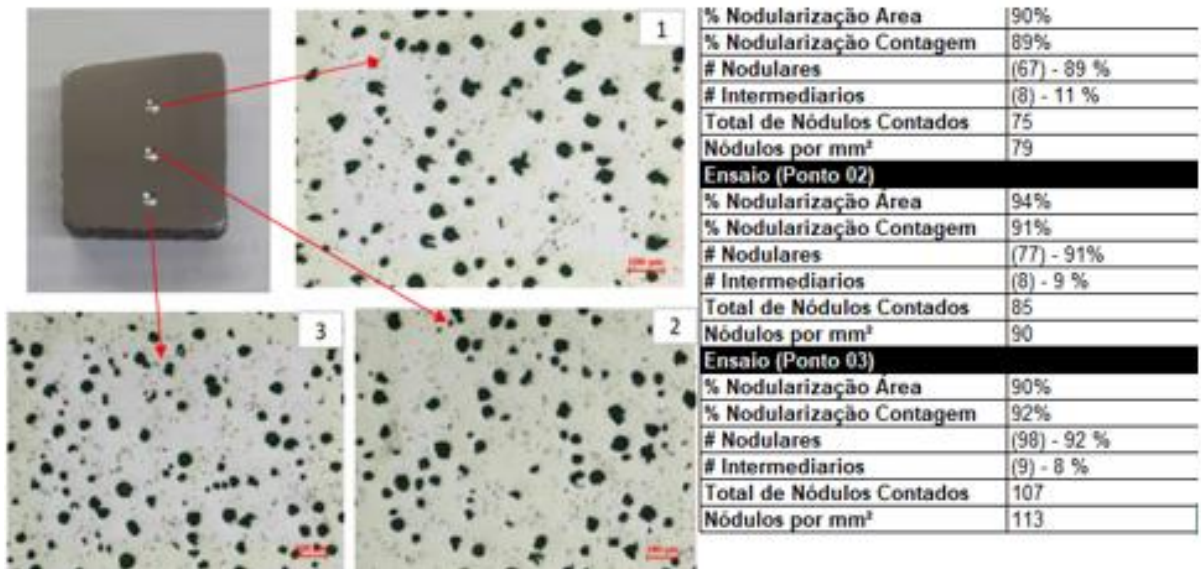 1
% Nodularização Área 90%
% Nodularização Contagem 89%
# Nodulares (67) - 89 %
# Intermediarios (8) - 11 %
Total de Nódulos Contados 75
Nódulos por mm² 79
Ensaio (Ponto 02)
% Nodularização Área 94%
% Nodularização Contagem 91%
# Nodulares (77) - 91%
# Intermediarios (8) - 9 %
Total de Nódulos Contados 85
Nódulos por mm² 90
Ensaio (Ponto 03)
% Nodularização Área 90%
% Nodularização Contagem 92%
# Nodulares (98) - 92 %
# Intermediarios (9) - 8 %
Total de Nódulos Contados 107
Nódulos por mm² 113
3
2